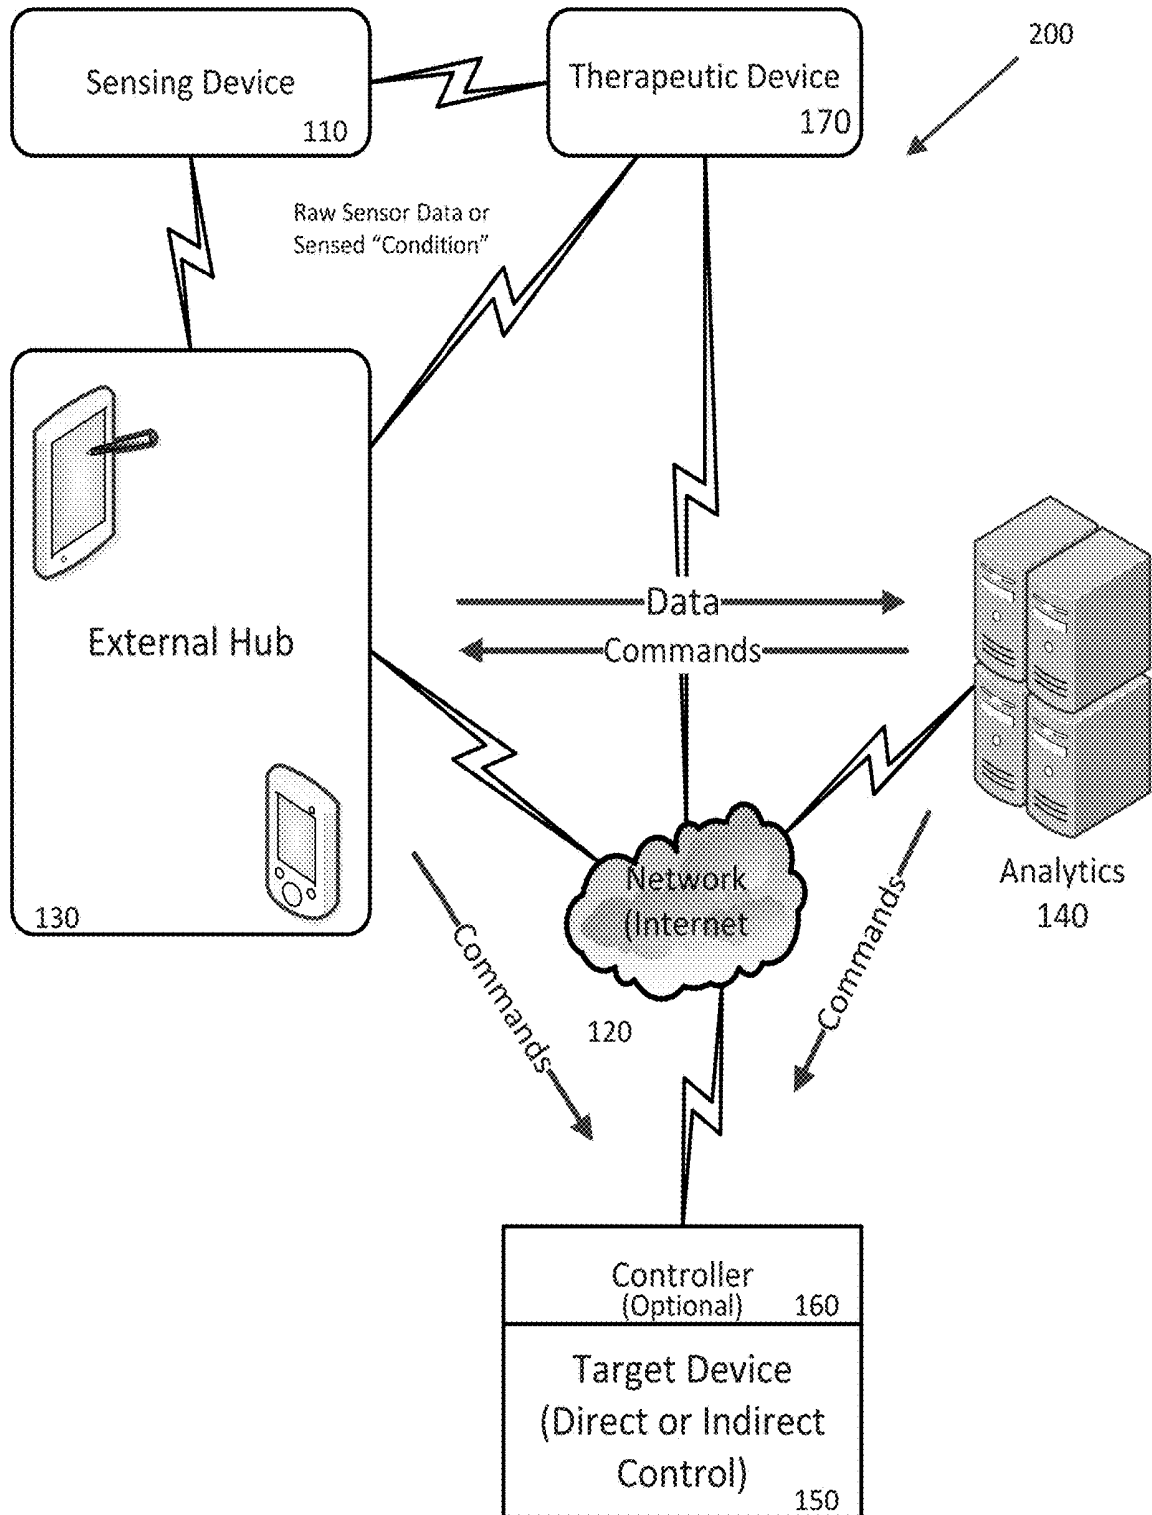 200
Sensing Device
110
Therapeutic Device
170
Raw Sensor Data or
Sensed “Condition”
External Hub
130
Data
Commands
Analytics
140
Network
(Internet
120
Commands
Commands
Controller
(Optional)
160
Target Device
(Direct or Indirect
Control)
150